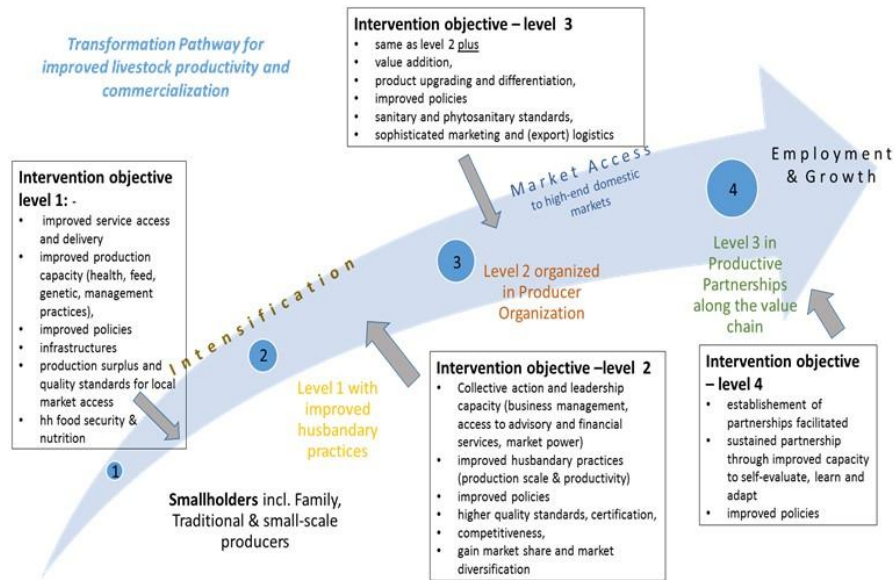 Transformation Pathway for
improved livestock productivity and
commercialization
Intervention objective – level 3
• same as level 2 plus
• value addition,
• product upgrading and differentiation,
• improved policies
• sanitary and phytosanitary standards,
• sophisticated marketing and (export) logistics
Intervention objective
level 1: -
• improved service access
and delivery
• improved production
capacity (health, feed,
genetic, management
practices),
• improved policies
• infrastructures
• production surplus and
quality standards for local
market access
• hh food security &
nutrition
Intensification
Market Access
to high-end domestic
markets
Employment
& Growth
1
2
3
4
Smallholders incl. Family,
Traditional & small-scale
producers
Level 1 with
improved
husbandary
practices
Level 2 organized
in Producer
Organization
Level 3 in
Productive
Partnerships
along the value
chain
Intervention objective –level 2
• Collective action and leadership
capacity (business management,
access to advisory and financial
services, market power)
• improved husbandary practices
(production scale & productivity)
• improved policies
• higher quality standards, certification,
• competitiveness,
• gain market share and market
diversification
Intervention objective
– level 4
• establishement of
partnerships facilitated
• sustained partnership
through improved capacity
to self-evaluate, learn and
adapt
• improved policies